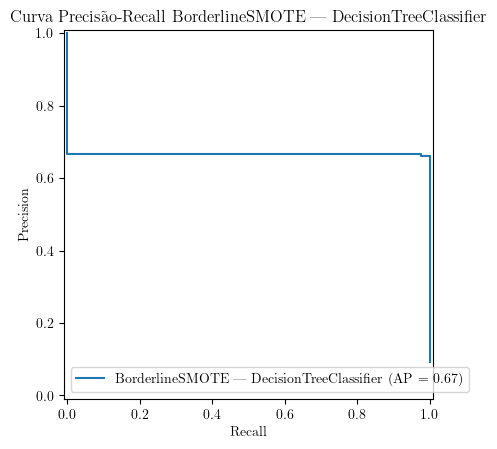 Curva Precisão-Recall BorderlineSMOTE — DecisionTreeClassifier
1.0
0.8
0.6
0.4
0.2
0.0
Precision
BorderlineSMOTE — DecisionTreeClassifier (AP = 0.67)
0.0 0.2 0.4 0.6 0.8 1.0
Recall